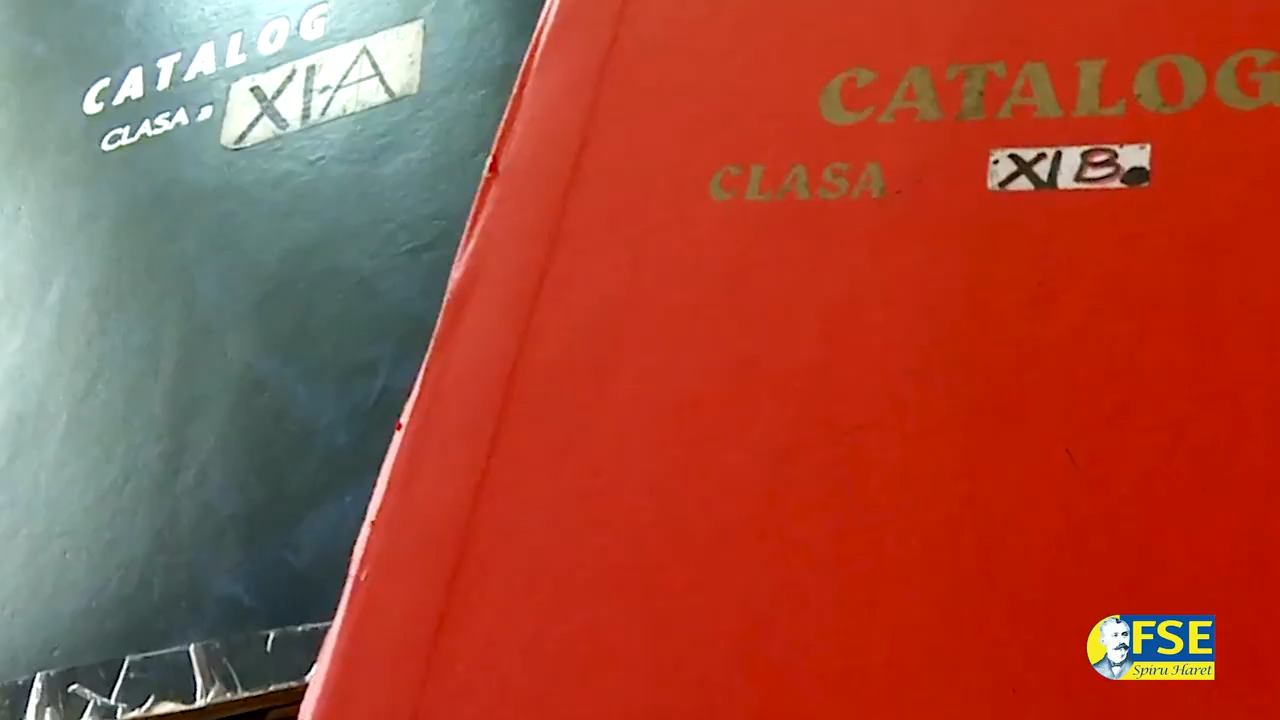 CATALOG
CLASA a XI-A
CATALOG
CLASA XI B.
FSE
Spiru Haret